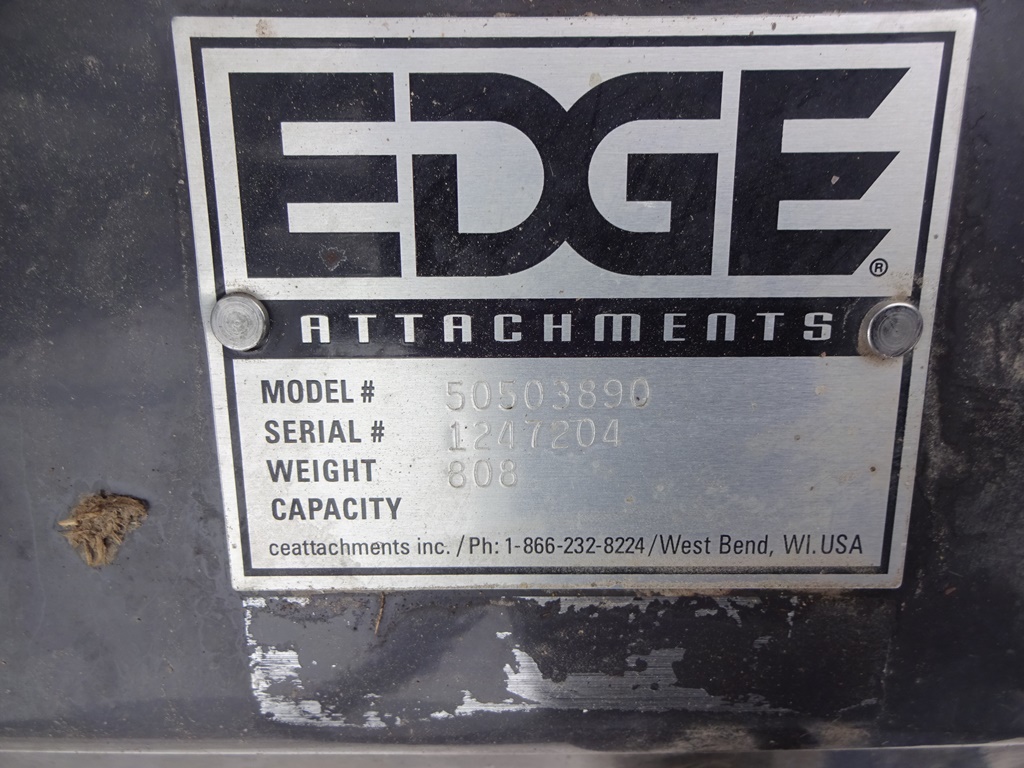 EDGE®
ATTACHMENTS
MODEL # 50503890
SERIAL # 1247204
WEIGHT 808
CAPACITY
ceattachments inc. / Ph: 1-866-232-8224 / West Bend, WI. USA